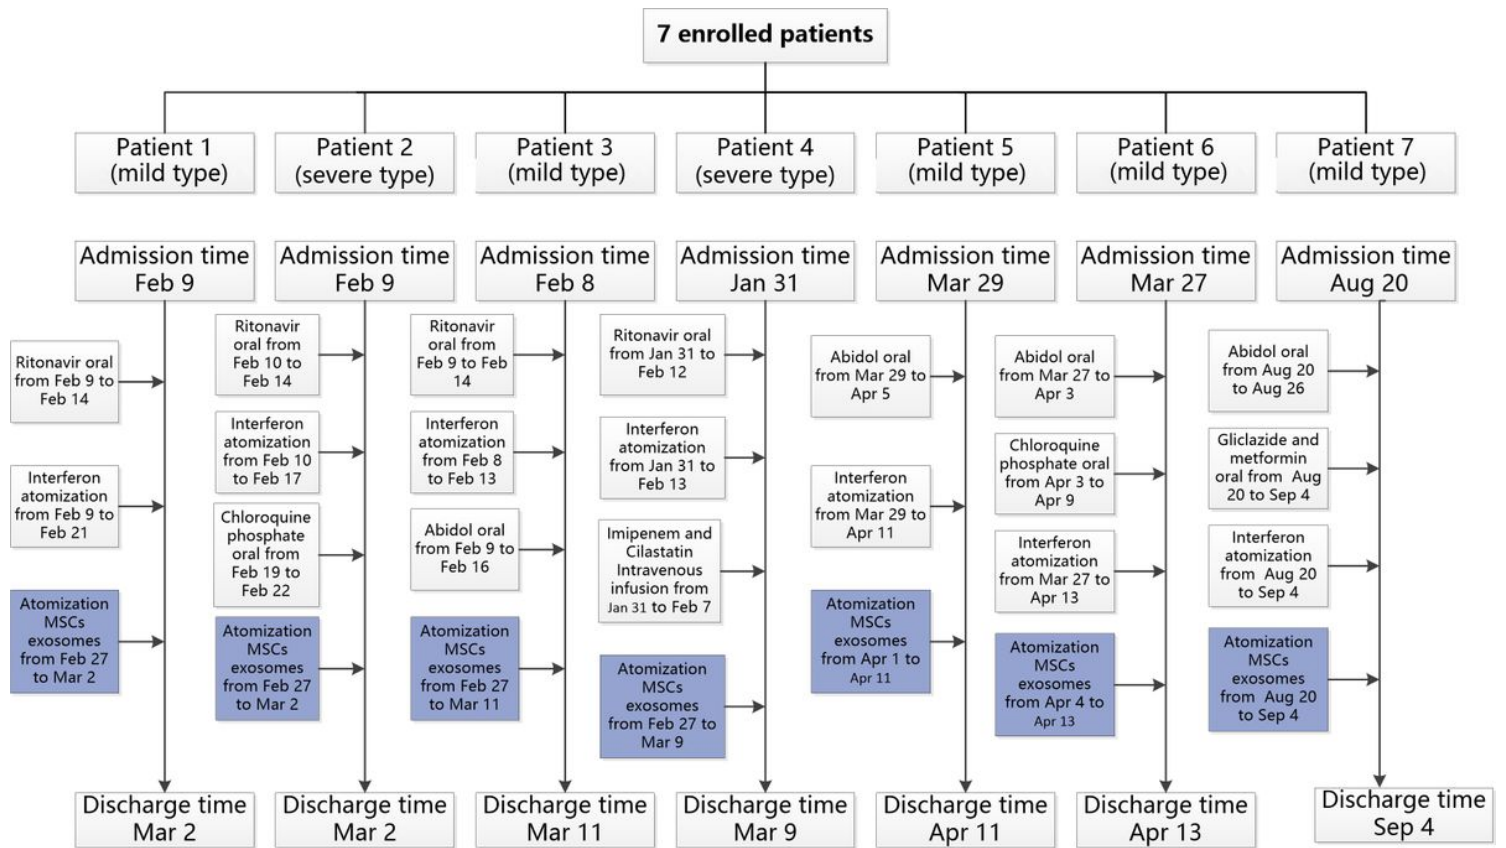 7 enrolled patients
Patient 1
(mild type)
Patient 2
(severe type)
Patient 3
(mild type)
Patient 4
(severe type)
Patient 5
(mild type)
Patient 6
(mild type)
Patient 7
(mild type)
Admission time
Feb 9
Admission time
Feb 9
Admission time
Feb 8
Admission time
Jan 31
Admission time
Mar 29
Admission time
Mar 27
Admission time
Aug 20
Ritonavir oral
from Feb 9 to
Feb 14
Interferon
atomization
from Feb 9 to
Feb 21
Atomization
MSCs
exosomes
from Feb 27
to Mar 2
Ritonavir
oral from
Feb 10 to
Feb 14
Interferon
atomization
from Feb 10
to Feb 17
Chloroquine
phosphate
oral from
Feb 19 to
Feb 22
Atomization
MSCs
exosomes
from Feb 27
to Mar 2
Ritonavir
oral from
Feb 9 to Feb
14
Interferon
atomization
from Feb 8
to Feb 13
Abidol oral
from Feb 9 to
Feb 16
Atomization
MSCs
exosomes
from Feb 27
to Mar 11
Ritonavir oral
from Jan 31 to
Feb 12
Interferon
atomization
from Jan 31 to
Feb 13
Imipenem and
Cilastatin
Intravenous
infusion from
Jan 31 to Feb 7
Atomization
MSCs
exosomes
from Feb 27 to
Mar 9
Abidol oral
from Mar 29 to
Apr 5
Interferon
atomization
from Mar 29 to
Apr 11
Atomization
MSCs
exosomes
from Apr 1 to
Apr 11
Abidol oral
from Mar 27 to
Apr 3
Chloroquine
phosphate oral
from Apr 3 to
Apr 9
Interferon
atomization
from Mar 27 to
Apr 13
Atomization
MSCs
exosomes
from Apr 4 to
Apr 13
Abidol oral
from Aug 20
to Aug 26
Gliclazide and
metformin
oral from Aug
20 to Sep 4
Interferon
atomization
from Aug 20
to Sep 4
Atomization
MSCs
exosomes
from Aug 20
to Sep 4
Discharge time
Mar 2
Discharge time
Mar 2
Discharge time
Mar 11
Discharge time
Mar 9
Discharge time
Apr 11
Discharge time
Apr 13
Discharge time
Sep 4